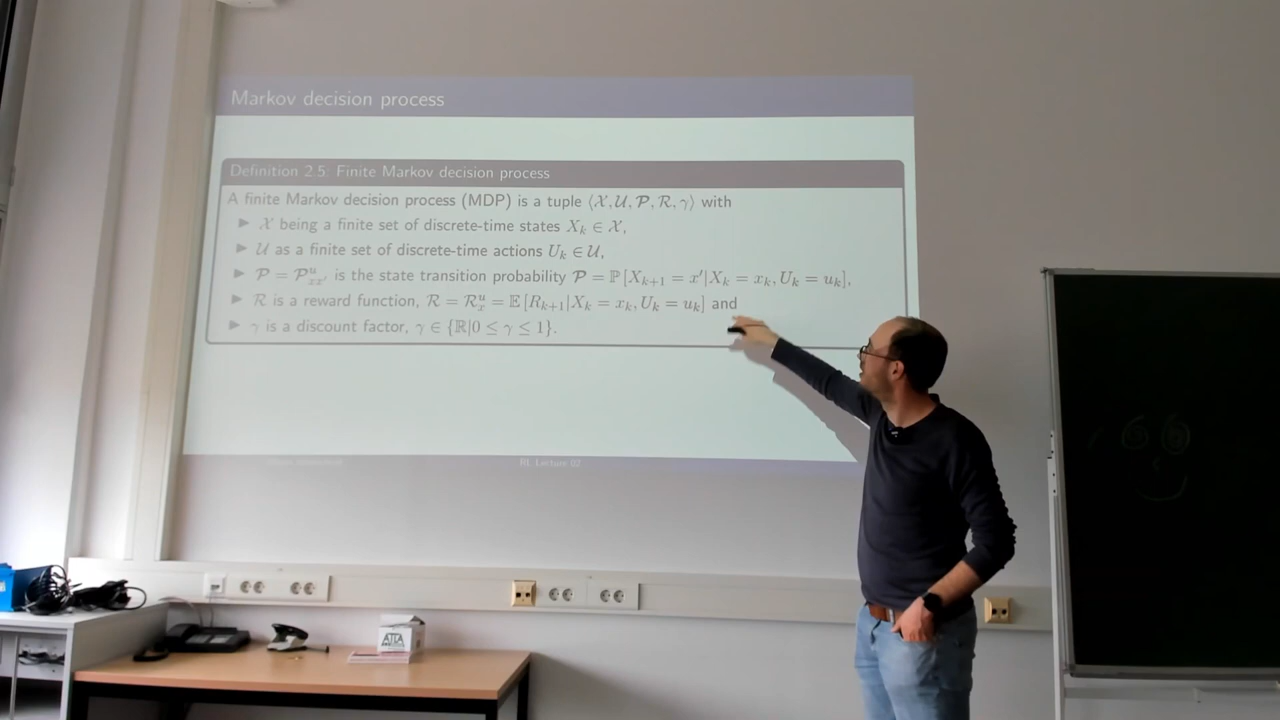 Markov decision process
Definition 2.5: Finite Markov decision process
A finite Markov decision process (MDP) is a tuple ⟨𝒳, 𝒰, 𝓟, 𝓡, γ⟩ with
▶ 𝒳 being a finite set of discrete-time states X_k ∈ 𝒳,
▶ 𝒰 as a finite set of discrete-time actions U_k ∈ 𝒰,
▶ 𝓟 = 𝓟^u_{xx'} is the state transition probability 𝓟 = ℙ[X_{k+1} = x'|X_k = x_k, U_k = u_k],
▶ 𝓡 is a reward function, 𝓡 = 𝓡^u_x = 𝔼[R_{k+1}|X_k = x_k, U_k = u_k] and
▶ γ is a discount factor, γ ∈ {ℝ|0 ≤ γ ≤ 1}.
RL Lecture 02
ATLA